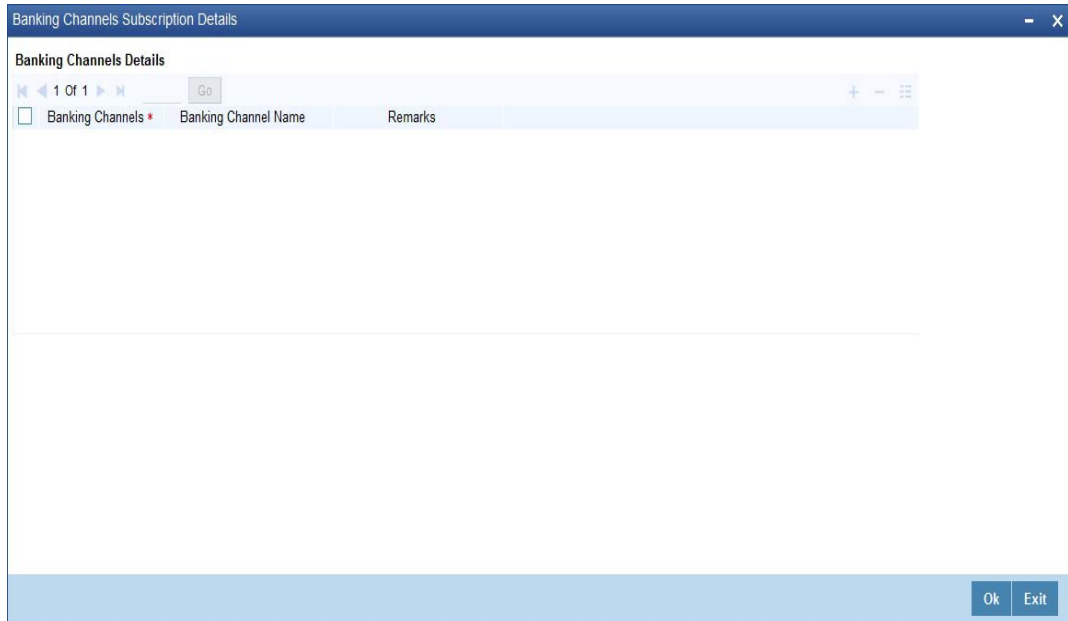 Banking Channels Subscription Details
Banking Channels Details
1 Of 1 Go
Banking Channels * Banking Channel Name Remarks
Ok Exit